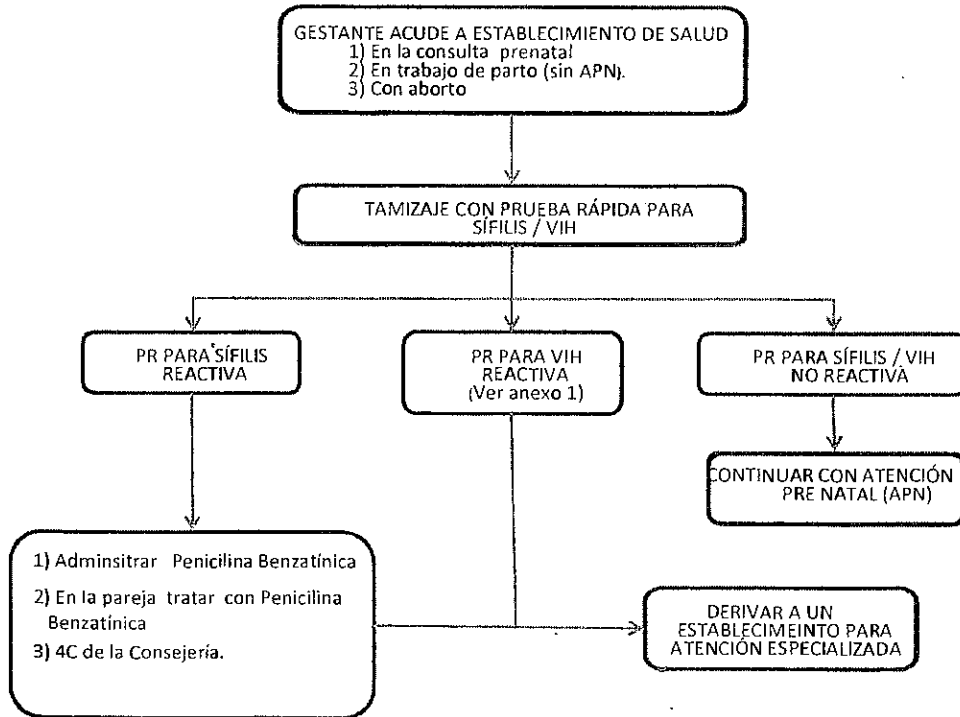 GESTANTE ACUDE A ESTABLECIMIENTO DE SALUD
1) En la consulta prenatal
2) En trabajo de parto (sin APN).
3) Con aborto
TAMIZAJE CON PRUEBA RÁPIDA PARA
SÍFILIS / VIH
PR PARA SÍFILIS
REACTIVA
PR PARA VIH
REACTIVA
(Ver anexo 1)
PR PARA SÍFILIS / VIH
NO REACTIVA
CONTINUAR CON ATENCIÓN
PRE NATAL (APN)
1) Adminsitrar Penicilina Benzatínica
2) En la pareja tratar con Penicilina
Benzatínica
3) 4C de la Consejería.
DERIVAR A UN
ESTABLECIMEINTO PARA
ATENCIÓN ESPECIALIZADA